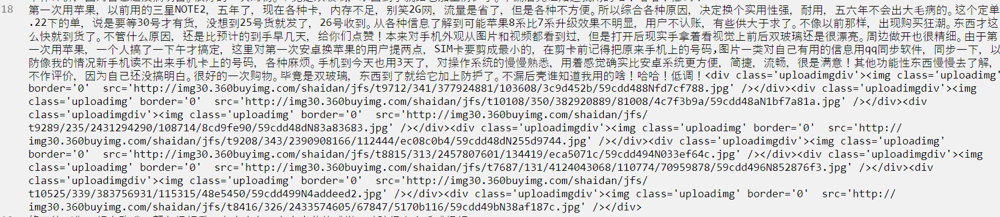 18 第一次用苹果, 以前用的三星NOTE2, 五年了, 现在各种卡, 内存不足, 别笑2G网, 流量是省了, 但是各种不方便。所以综合各种原因, 决定换个实用性强, 耐用, 五六年不会出大毛病的。这个定单
.22下的单, 说是要等30号才有货, 没想到25号货就发了, 26号收到。从各种信息了解到可能苹果8系比7系升级效果不明显, 用户不认账, 有些供大于求了。不像以前那样, 出现购买狂潮。东西才这
么快就到货了。不管什么原因, 还是比预计的到手早几天, 给你们点赞！本来对手机外观从图片和视频都看到过, 但是打开后现实手拿着看视觉上前后双玻璃还是很漂亮。周边做开也很精细。由于第
一次用苹果, 一个人搞了一下午才搞定, 这里对第一次安卓换苹果的用户提两点, SIM卡要剪成最小的, 在剪卡前记得把原来手机上的号码,图片一类对自己有用的信息用qq同步软件, 同步一下, 以
防像我的情况新手机读不出来手机卡上的号码, 各种麻烦。手机到今天也用3天了, 对操作系统的慢慢熟悉, 用着感觉确实比安卓系统更方便, 简捷, 流畅, 很是满意！其他功能性东西慢慢去了解,
不作评价, 因为自己还没搞明白。很好的一次购物。毕竟是双玻璃, 东西到了就给它加上防护了。不漏后壳谁知道我用的啥！哈哈！低调！<div class='uploadimgdiv'><img class='uploadimg'
border='0'  src='http://img30.360buyimg.com/shaidan/jfs/t9712/341/377924881/103608/3c9d452b/59cdd488Nfd7cf788.jpg' /></div><div class='uploadimgdiv'><img
class='uploadimg' border='0'  src='http://img30.360buyimg.com/shaidan/jfs/t10108/350/382920889/81008/4c7f3b9a/59cdd48aN1bf7a81a.jpg' /></div><div
class='uploadimgdiv'><img class='uploadimg' border='0'  src='http://img30.360buyimg.com/shaidan/jfs/
t9289/235/2431294290/108714/8cd9fe90/59cdd48dN83a83683.jpg' /></div><div class='uploadimgdiv'><img class='uploadimg' border='0'  src='http://
img30.360buyimg.com/shaidan/jfs/t9208/343/2390908166/112444/ec08c0b4/59cdd48dN255d9744.jpg' /></div><div class='uploadimgdiv'><img class='uploadimg'
border='0'  src='http://img30.360buyimg.com/shaidan/jfs/t8815/313/2457807601/134419/eca5071c/59cdd494N033ef64c.jpg' /></div><div class='uploadimgdiv'><img
class='uploadimg' border='0'  src='http://img30.360buyimg.com/shaidan/jfs/t7687/131/4124043068/110774/70959878/59cdd496N852876f3.jpg' /></div><div
class='uploadimgdiv'><img class='uploadimg' border='0'  src='http://img30.360buyimg.com/shaidan/jfs/
t10525/339/383756931/115315/48e5450/59cdd499N4addeed2.jpg' /></div><div class='uploadimgdiv'><img class='uploadimg' border='0'  src='http://
img30.360buyimg.com/shaidan/jfs/t8416/326/2433574605/67847/5170b116/59cdd49bN38af187c.jpg' /></div>